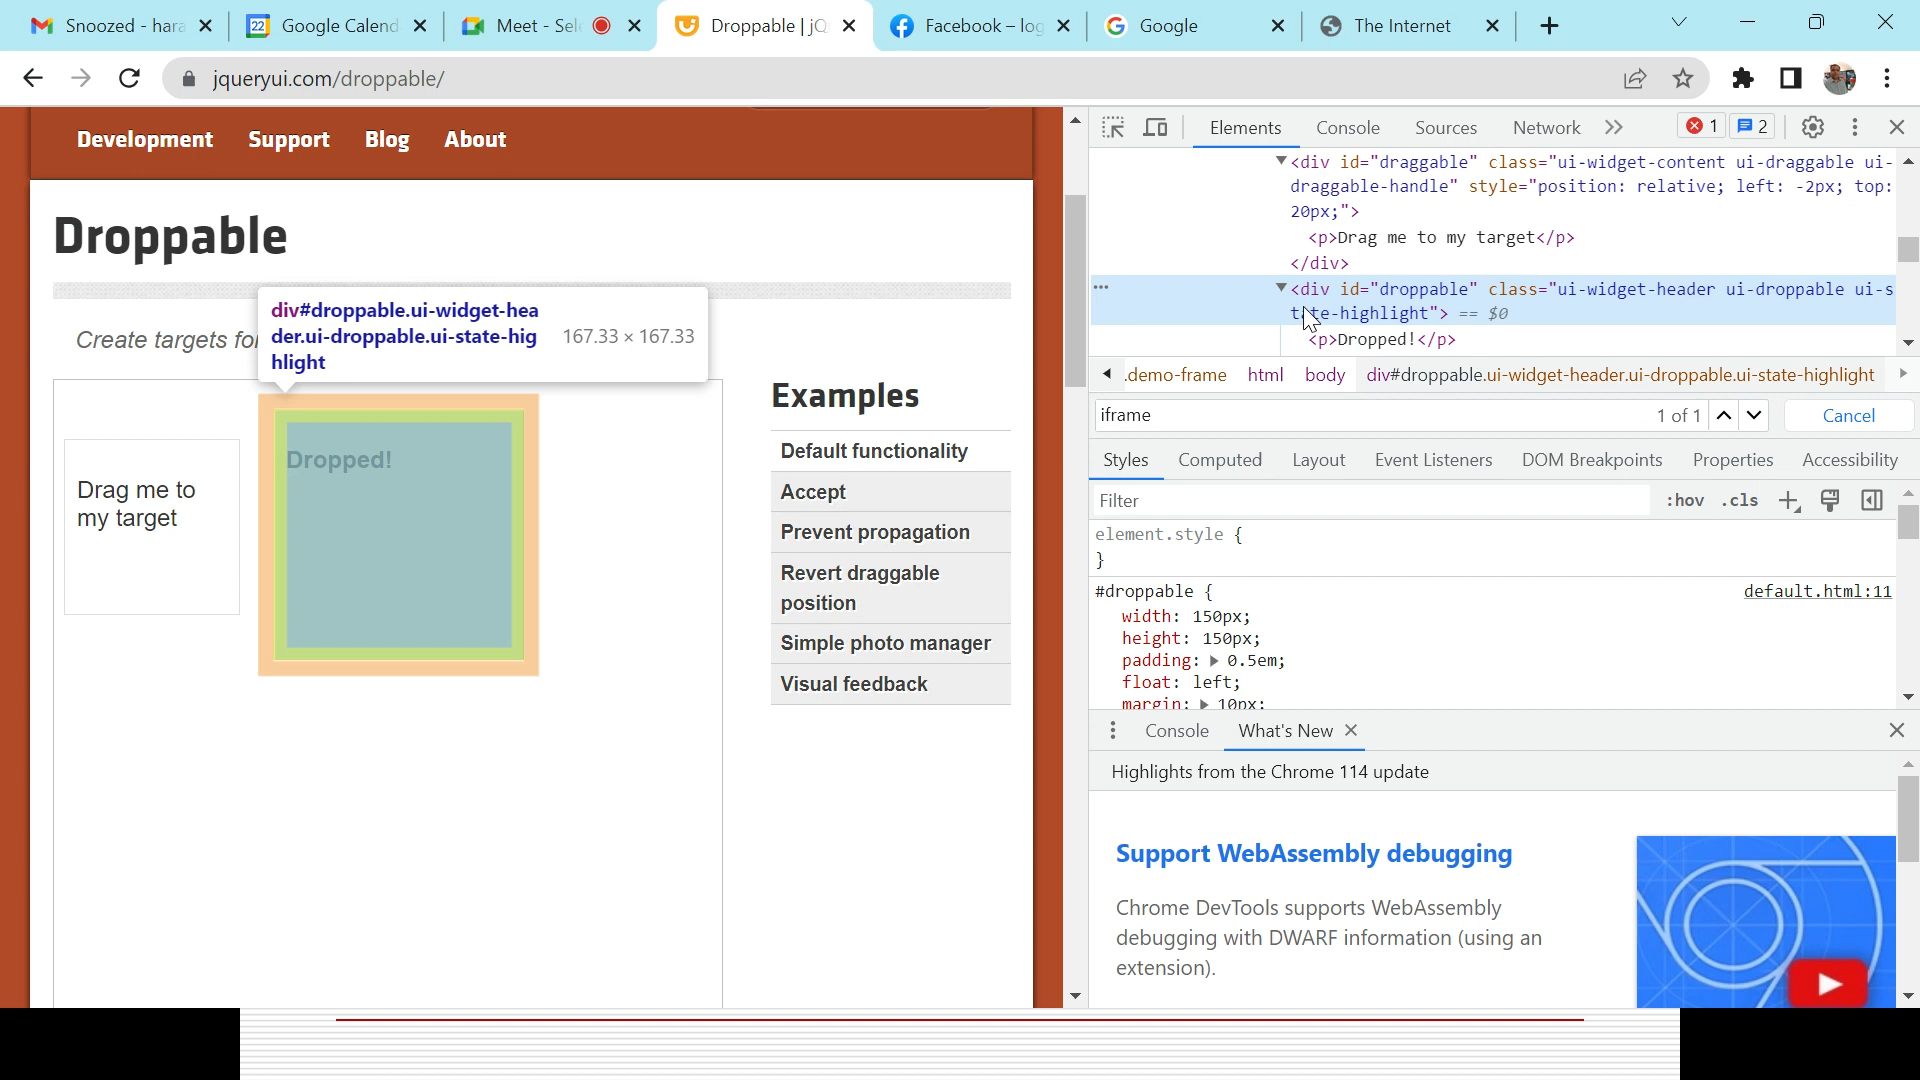 Snoozed - hara
Google Calend
22
Meet - Sel
Droppable | jQ
Facebook – log
Google
The Internet
jqueryui.com/droppable/
Development Support Blog About
Droppable
Create targets for
div#droppable.ui-widget-hea
der.ui-droppable.ui-state-hig
hlight
167.33 × 167.33
Drag me to
my target
Dropped!
Examples
Default functionality
Accept
Prevent propagation
Revert draggable
position
Simple photo manager
Visual feedback
Elements Console Sources Network
1 2
<div id="draggable" class="ui-widget-content ui-draggable ui-
draggable-handle" style="position: relative; left: -2px; top:
20px;">
<p>Drag me to my target</p>
</div>
<div id="droppable" class="ui-widget-header ui-droppable ui-s
tate-highlight"> == $0
<p>Dropped!</p>
.demo-frame html body div#droppable.ui-widget-header.ui-droppable.ui-state-highlight
iframe 1 of 1 Cancel
Styles Computed Layout Event Listeners DOM Breakpoints Properties Accessibility
Filter :hov .cls
element.style {
}
#droppable { default.html:11
width: 150px;
height: 150px;
padding: 0.5em;
float: left;
margin: 10px;
Console What's New
Highlights from the Chrome 114 update
Support WebAssembly debugging
Chrome DevTools supports WebAssembly
debugging with DWARF information (using an
extension).